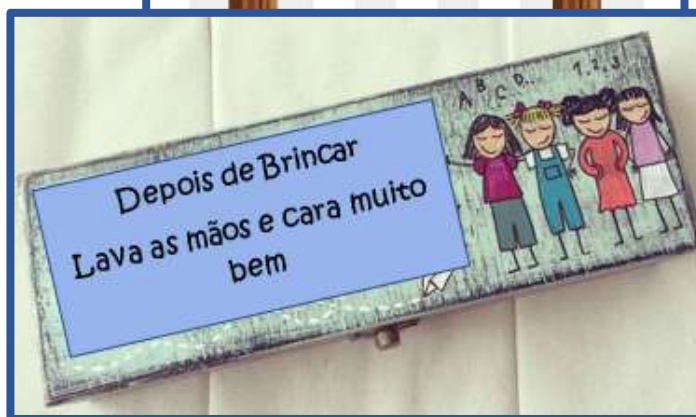 A B C D... 1, 2, 3
Depois de Brincar
Lava as mãos e cara muito
bem